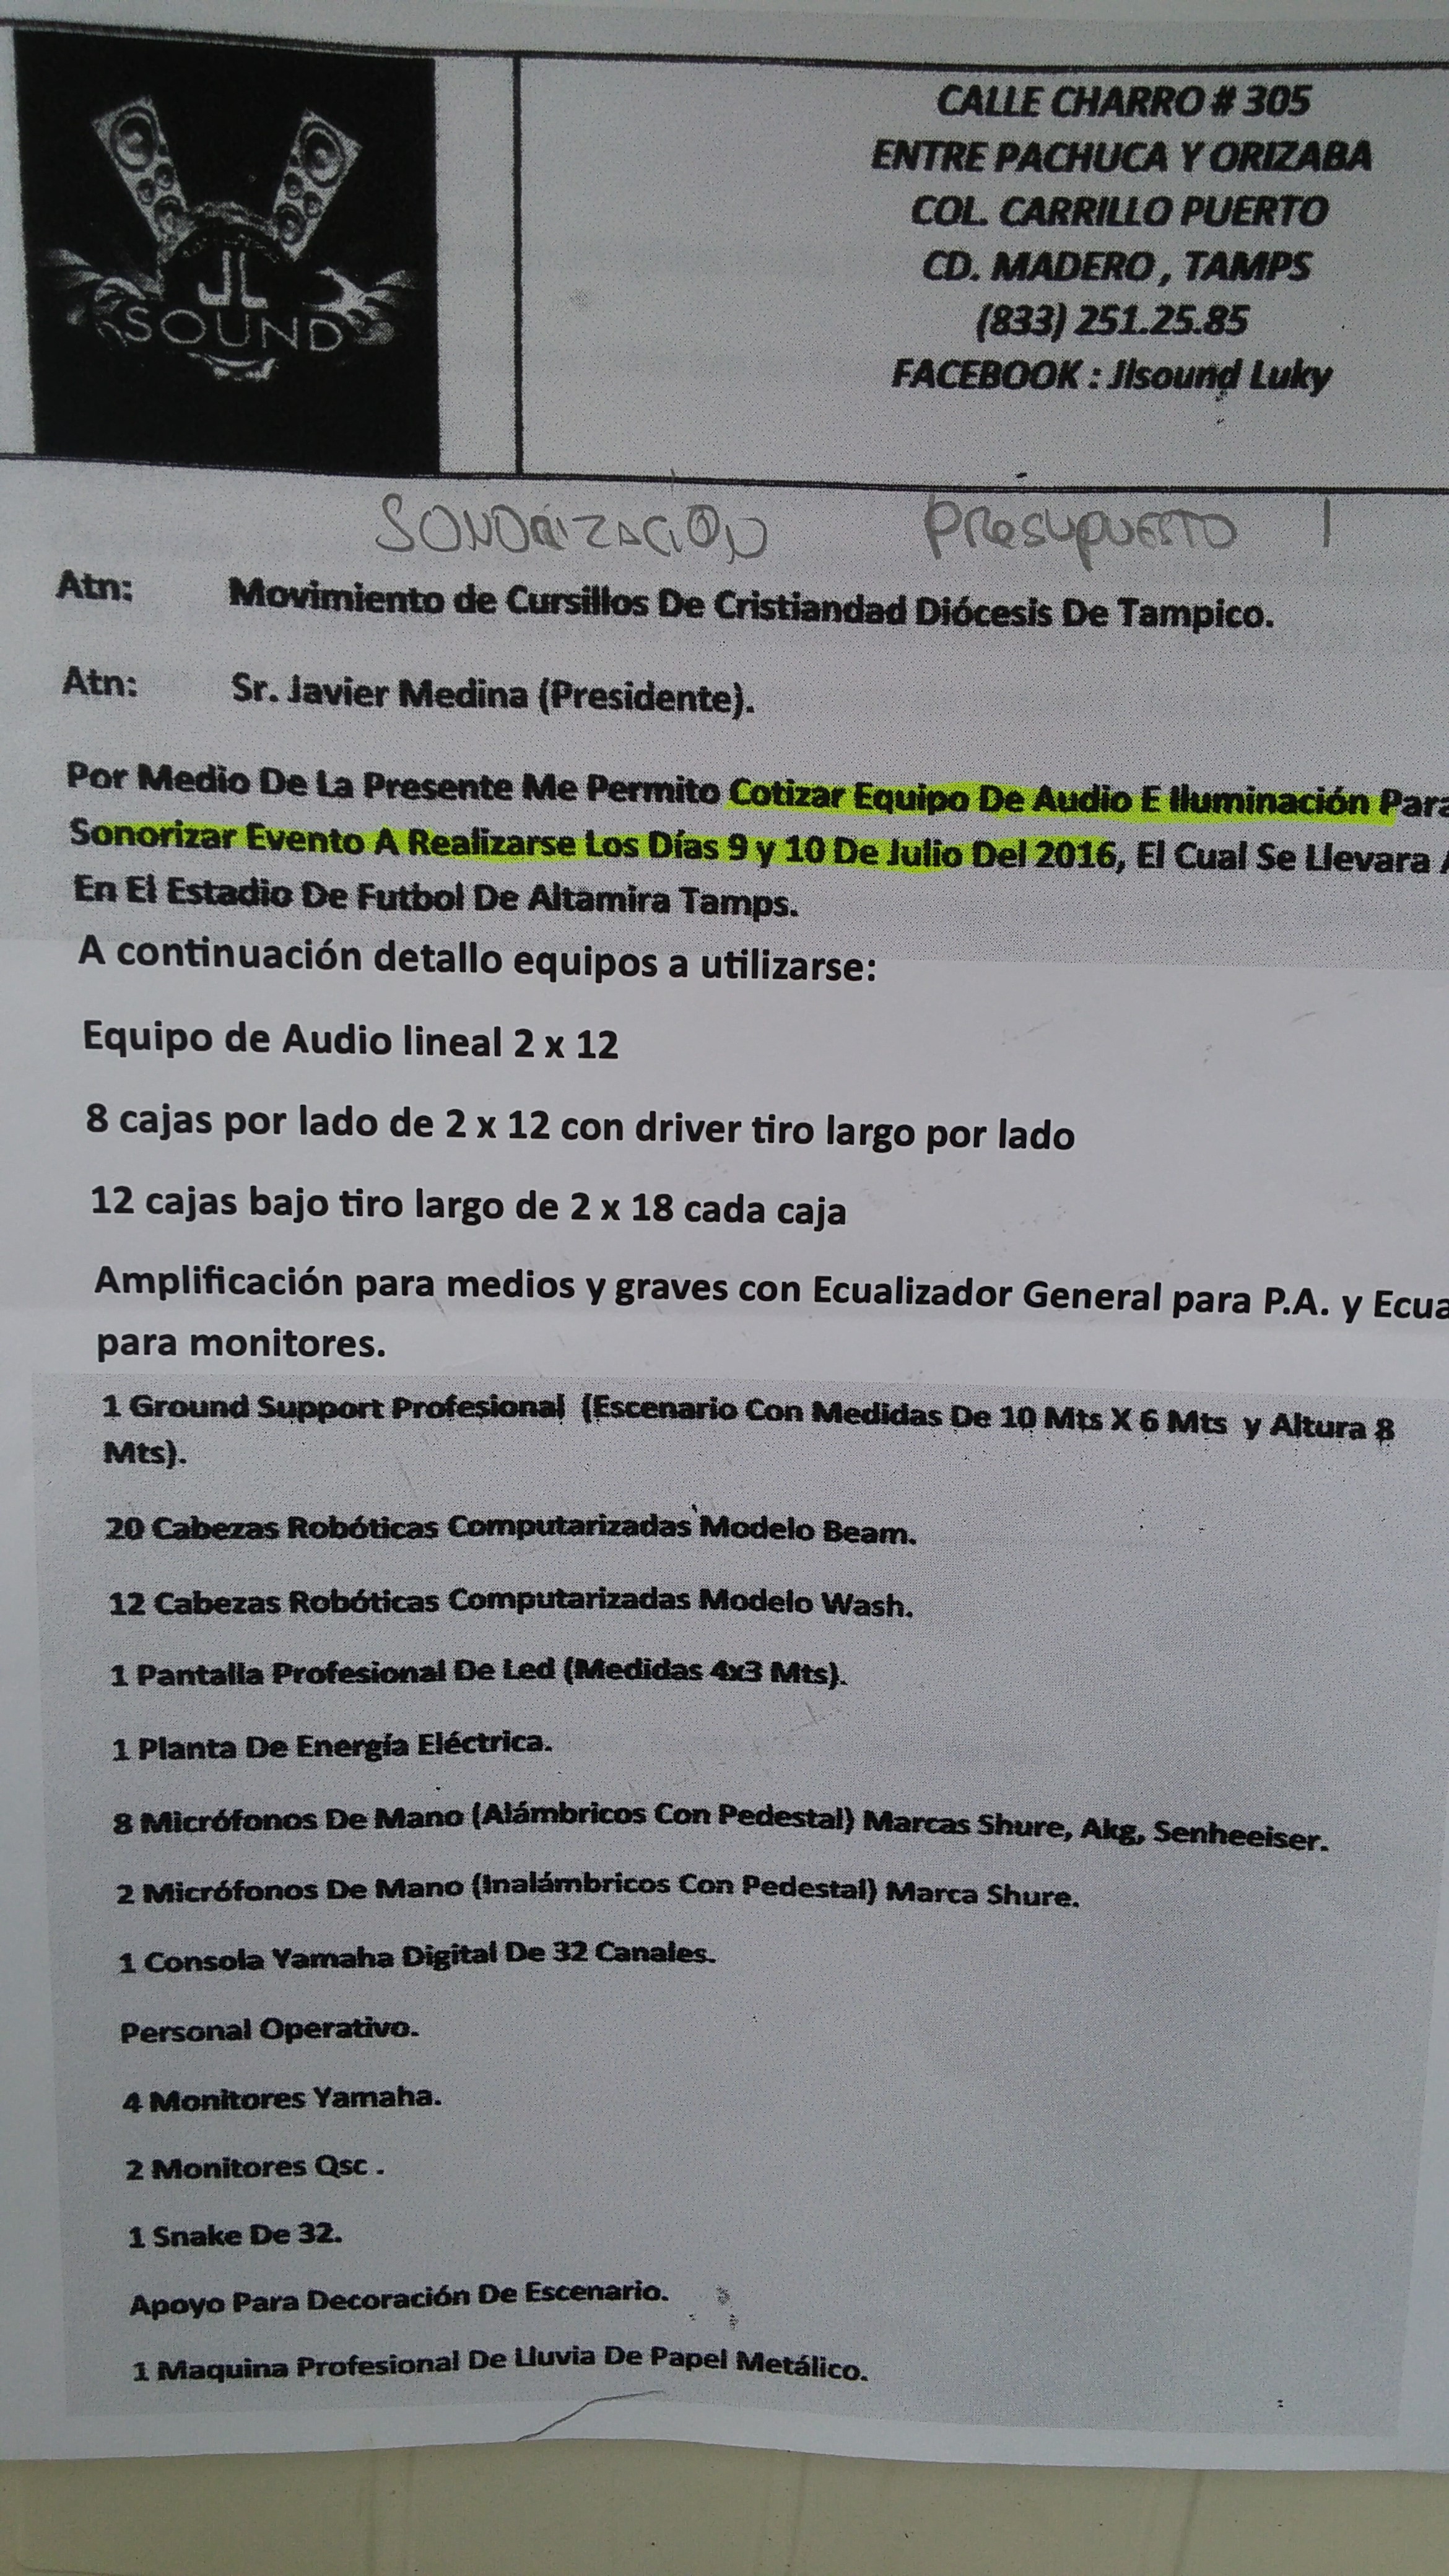 JL
SOUND
CALLE CHARRO # 305
ENTRE PACHUCA Y ORIZABA
COL. CARRILLO PUERTO
CD. MADERO , TAMPS
(833) 251.25.85
FACEBOOK : Jlsound Luky
SONORIZACIÓN PRESUPUESTO 1
Atn: Movimiento de Cursillos De Cristiandad Diócesis De Tampico.
Atn: Sr. Javier Medina (Presidente).
Por Medio De La Presente Me Permito Cotizar Equipo De Audio E Iluminación Para
Sonorizar Evento A Realizarse Los Días 9 y 10 De Julio Del 2016, El Cual Se Llevara A
En El Estadio De Futbol De Altamira Tamps.
A continuación detallo equipos a utilizarse:
Equipo de Audio lineal 2 x 12
8 cajas por lado de 2 x 12 con driver tiro largo por lado
12 cajas bajo tiro largo de 2 x 18 cada caja
Amplificación para medios y graves con Ecualizador General para P.A. y Ecua
para monitores.
1 Ground Support Profesional (Escenario Con Medidas De 10 Mts X 6 Mts y Altura 8
Mts).
20 Cabezas Robóticas Computarizadas Modelo Beam.
12 Cabezas Robóticas Computarizadas Modelo Wash.
1 Pantalla Profesional De Led (Medidas 4x3 Mts).
1 Planta De Energía Eléctrica.
8 Micrófonos De Mano (Alámbricos Con Pedestal) Marcas Shure, Akg, Senheeiser.
2 Micrófonos De Mano (Inalámbricos Con Pedestal) Marca Shure.
1 Consola Yamaha Digital De 32 Canales.
Personal Operativo.
4 Monitores Yamaha.
2 Monitores Qsc .
1 Snake De 32.
Apoyo Para Decoración De Escenario.
1 Maquina Profesional De Lluvia De Papel Metálico.